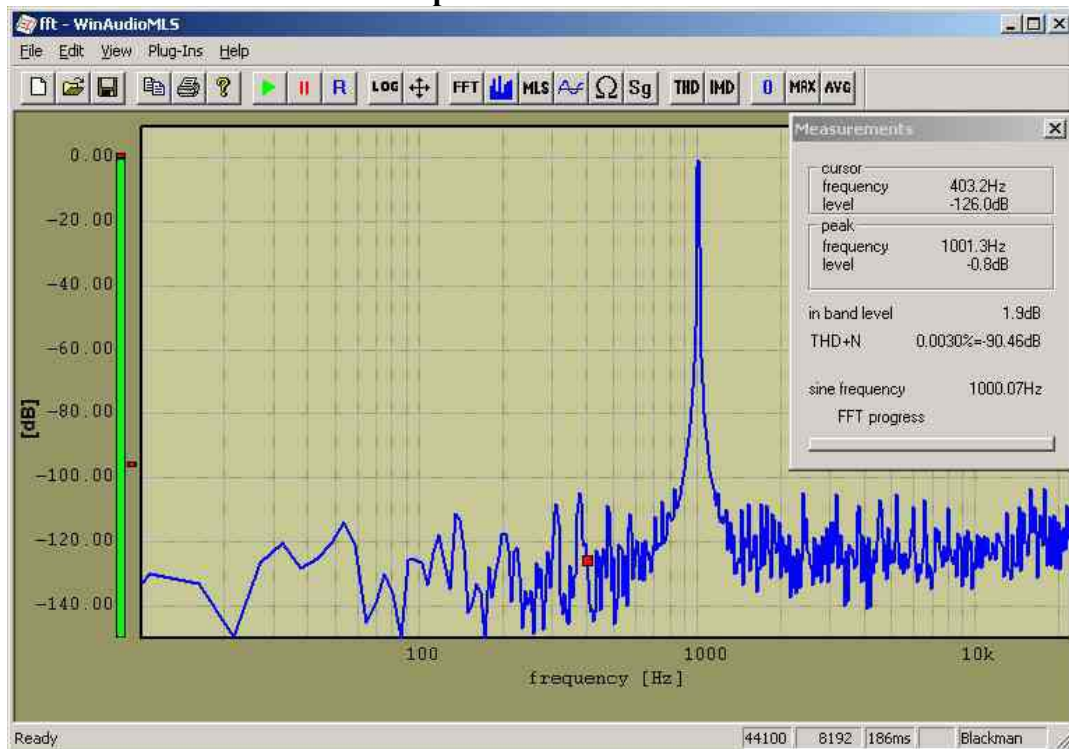 fft - WinAudioMLS
File Edit View Plug-Ins Help
LOG FFT MLS Ω Sg THD IMD 0 MAX AVG
R
?
Measurements
cursor
frequency 403.2Hz
level -126.0dB
peak
frequency 1001.3Hz
level -0.8dB
in band level 1.9dB
THD+N 0.0030%=-90.46dB
sine frequency 1000.07Hz
FFT progress
0.00
-20.00
-40.00
-60.00
-80.00
-100.00
-120.00
-140.00
[dB]
100 1000 10k
frequency [Hz]
Ready 44100 8192 186ms Blackman